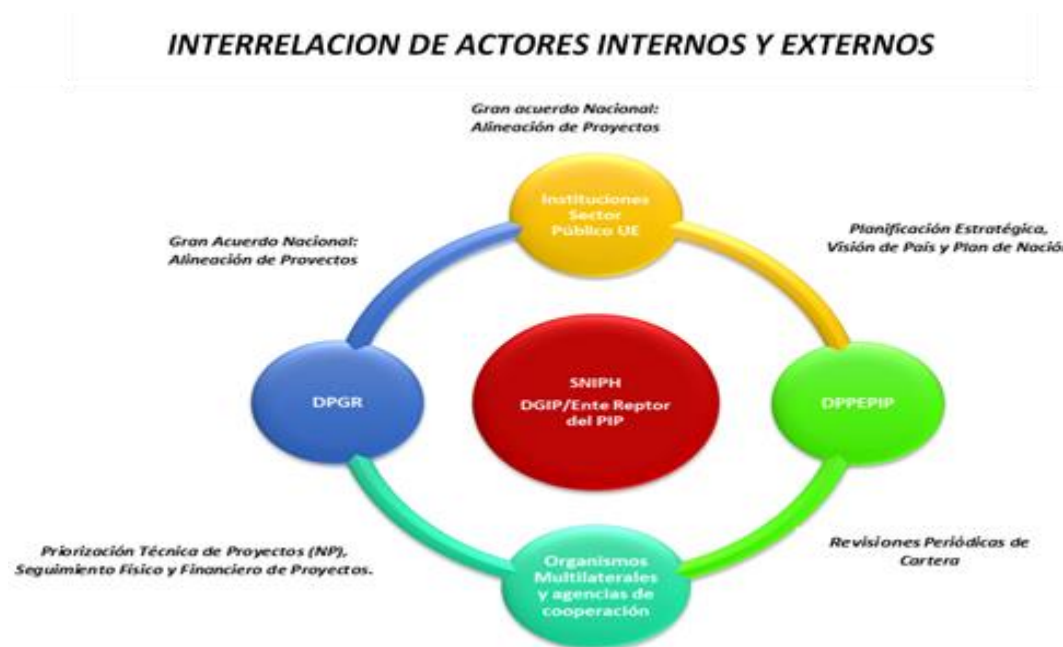 INTERRELACION DE ACTORES INTERNOS Y EXTERNOS
Gran acuerdo Nacional:
Alineación de Proyectos
Instituciones
Sector
Público UE
Gran Acuerdo Nacional:
Alineación de Proyectos
Planificación Estratégica,
Visión de País y Plan de Nación
DPGR
SNIPH
DGIP/Ente Reptor
del PIP
DPPEPIP
Priorización Técnica de Proyectos (NP),
Seguimiento Físico y Financiero de Proyectos.
Organismos
Multilaterales
y agencias de
cooperación
Revisiones Periódicas de
Cartera